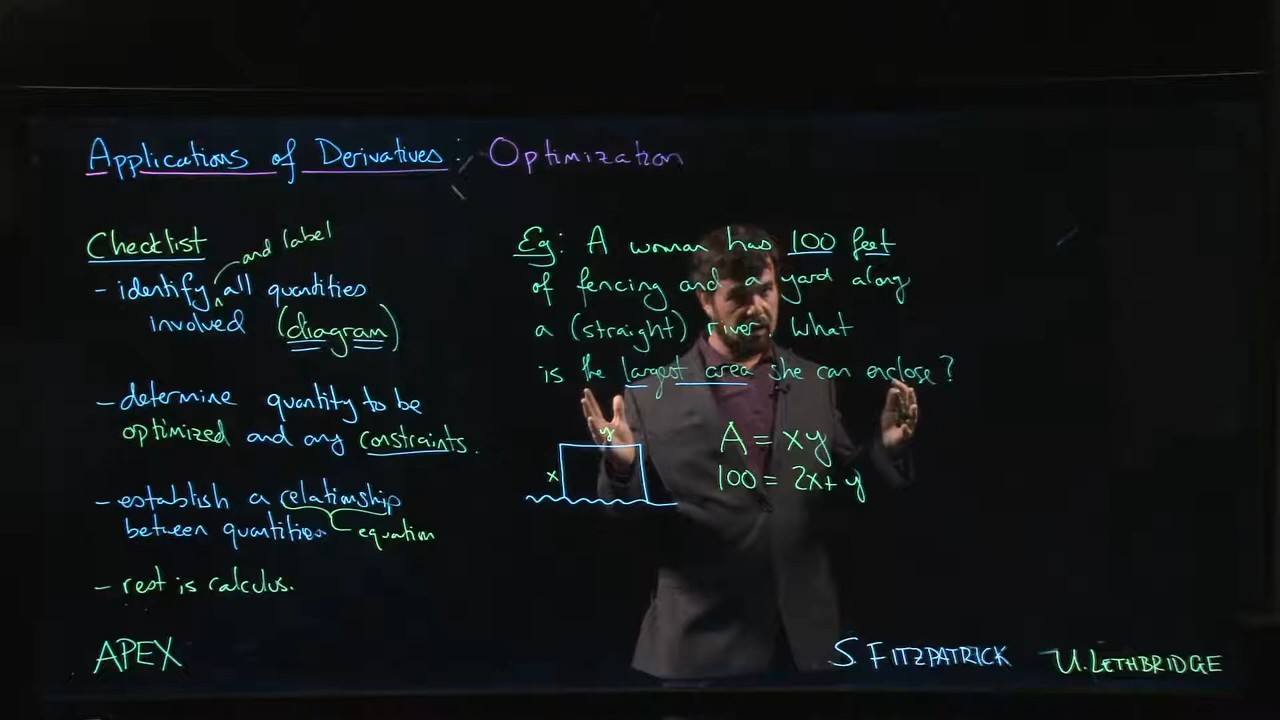 Applications of Derivatives: Optimization
Checklist
and label
- identify all quantities
involved (diagram)
- determine quantity to be
optimized and any constraints.
- establish a relationship
between quantities equation
- rest is calculus.
APEX
Eg: A woman has 100 feet
of fencing and a yard along
a (straight) river. What
is the largest area she can enclose?
y
x
A = xy
100 = 2x + y
S. FITZPATRICK U. LETHBRIDGE